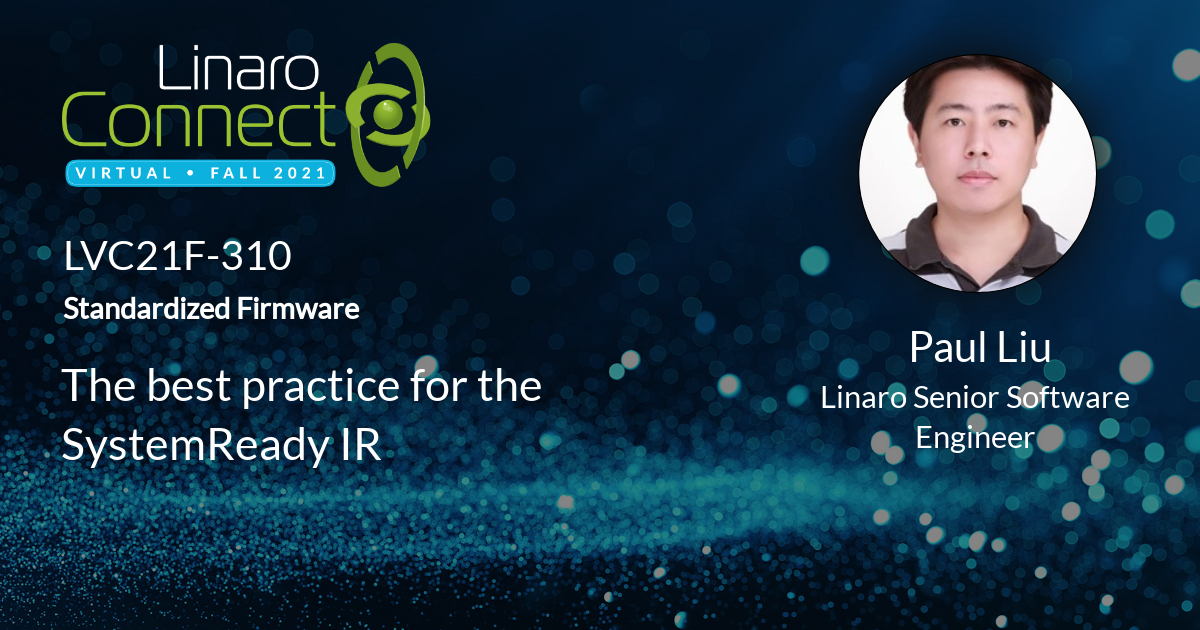 Linaro
Connect
VIRTUAL • FALL 2021
LVC21F-310
Standardized Firmware
The best practice for the
SystemReady IR
Paul Liu
Linaro Senior Software
Engineer